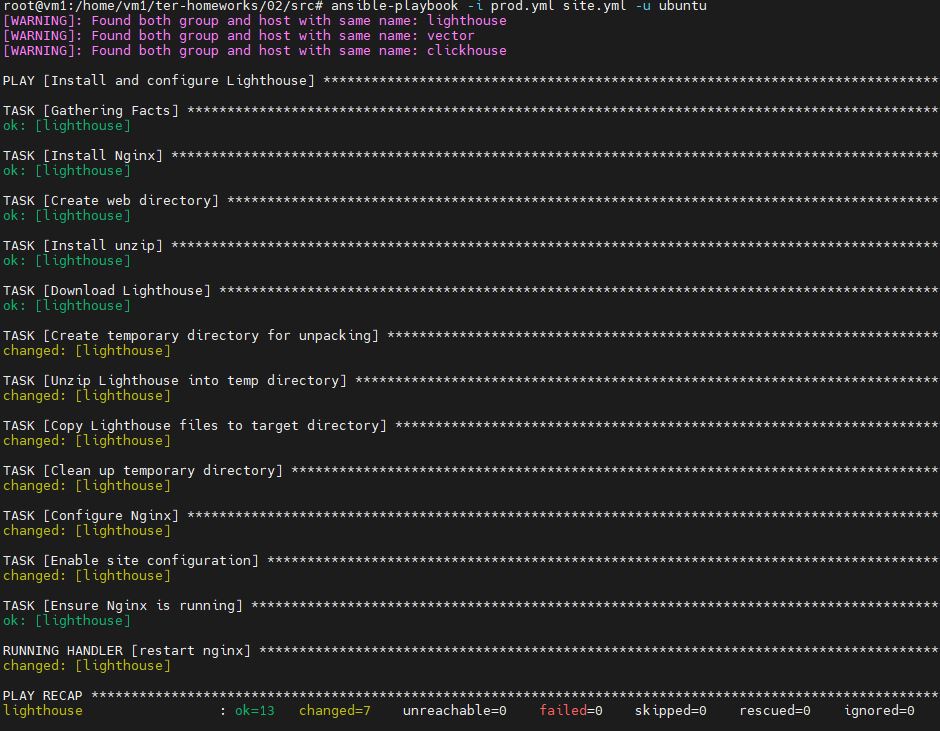 root@vm1:/home/vm1/ter-homeworks/02/src# ansible-playbook -i prod.yml site.yml -u ubuntu
[WARNING]: Found both group and host with same name: lighthouse
[WARNING]: Found both group and host with same name: vector
[WARNING]: Found both group and host with same name: clickhouse
PLAY [Install and configure Lighthouse] *****************************************************************************
TASK [Gathering Facts] **********************************************************************************************
ok: [lighthouse]
TASK [Install Nginx] ************************************************************************************************
ok: [lighthouse]
TASK [Create web directory] *****************************************************************************************
ok: [lighthouse]
TASK [Install unzip] ************************************************************************************************
ok: [lighthouse]
TASK [Download Lighthouse] ******************************************************************************************
ok: [lighthouse]
TASK [Create temporary directory for unpacking] *********************************************************************
changed: [lighthouse]
TASK [Unzip Lighthouse into temp directory] *************************************************************************
changed: [lighthouse]
TASK [Copy Lighthouse files to target directory] ********************************************************************
changed: [lighthouse]
TASK [Clean up temporary directory] *********************************************************************************
changed: [lighthouse]
TASK [Configure Nginx] **********************************************************************************************
changed: [lighthouse]
TASK [Enable site configuration] ************************************************************************************
changed: [lighthouse]
TASK [Ensure Nginx is running] **************************************************************************************
ok: [lighthouse]
RUNNING HANDLER [restart nginx] *************************************************************************************
changed: [lighthouse]
PLAY RECAP **********************************************************************************************************
lighthouse                 : ok=13   changed=7    unreachable=0    failed=0    skipped=0    rescued=0    ignored=0